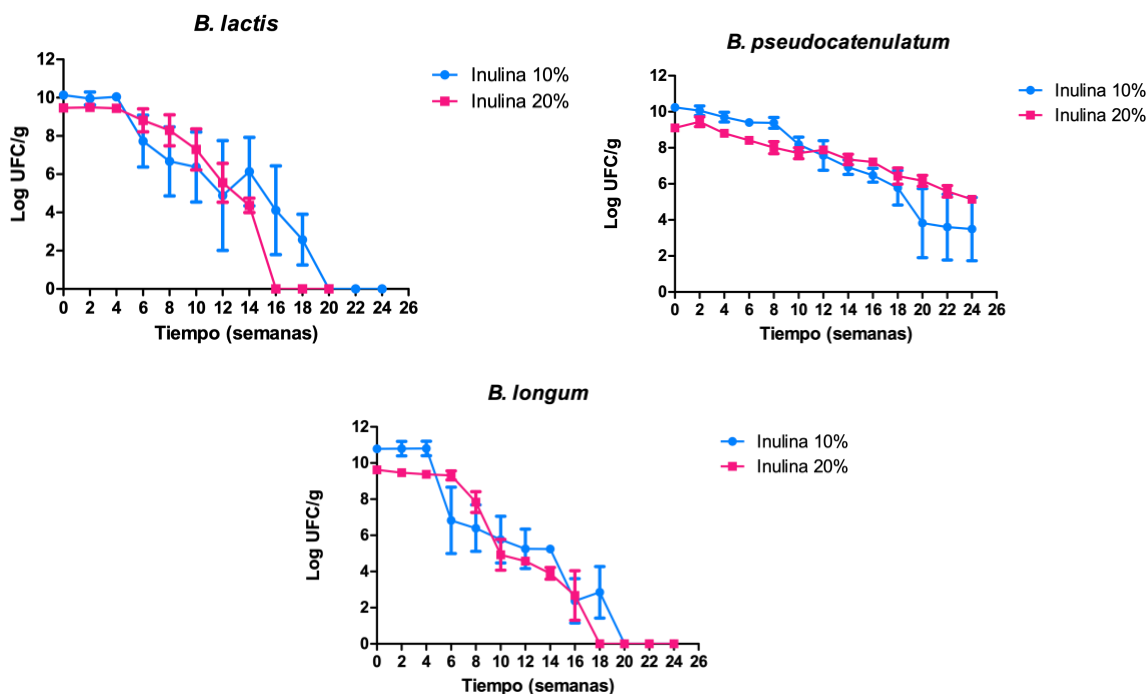 B. lactis
Inulina 10%
Inulina 20%
Log UFC/g
12
10
8
6
4
2
0
0 2 4 6 8 10 12 14 16 18 20 22 24 26
Tiempo (semanas)
B. pseudocatenulatum
Inulina 10%
Inulina 20%
Log UFC/g
12
10
8
6
4
2
0
0 2 4 6 8 10 12 14 16 18 20 22 24 26
Tiempo (semanas)
B. longum
Inulina 10%
Inulina 20%
Log UFC/g
12
10
8
6
4
2
0
0 2 4 6 8 10 12 14 16 18 20 22 24 26
Tiempo (semanas)